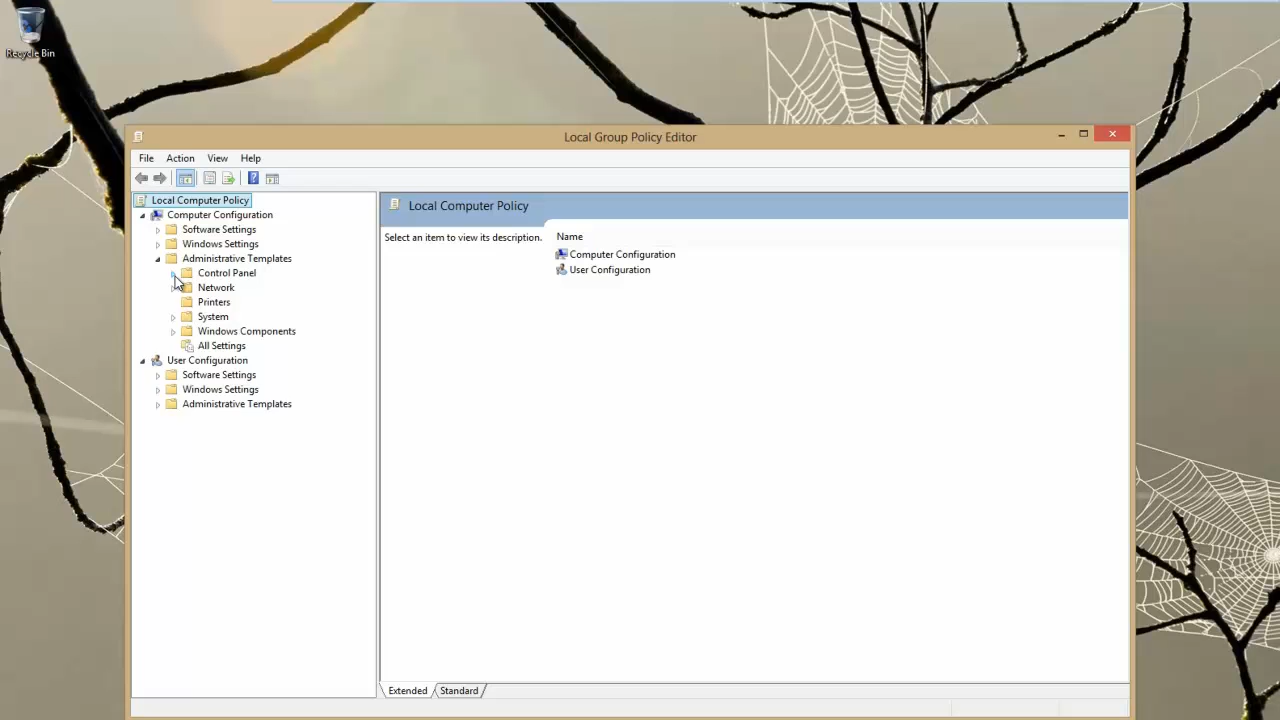 Recycle Bin
Local Group Policy Editor
File Action View Help
Local Computer Policy
Computer Configuration
Software Settings
Windows Settings
Administrative Templates
Control Panel
Network
Printers
System
Windows Components
All Settings
User Configuration
Software Settings
Windows Settings
Administrative Templates
Local Computer Policy
Select an item to view its description.
Name
Computer Configuration
User Configuration
Extended Standard